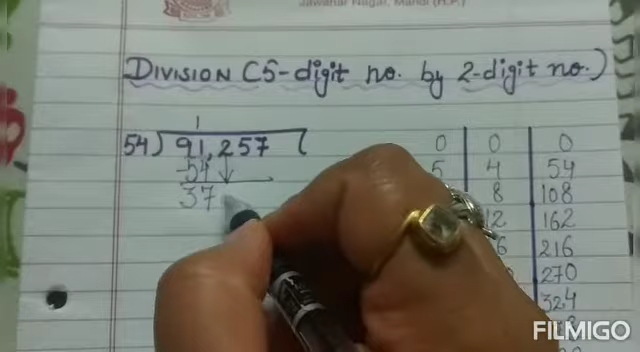 Jawahar Nagar, Mandi (H.P.)
DIVISION (5-digit no. by 2-digit no.)
1
54) 91,257 (
-54
37
0 0 0
5 4 54
8 108
12 162
6 216
270
324
FILMIGO